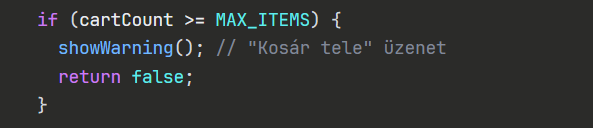 if (cartCount >= MAX_ITEMS) {
showWarning(); // "Kosár tele" üzenet
return false;
}